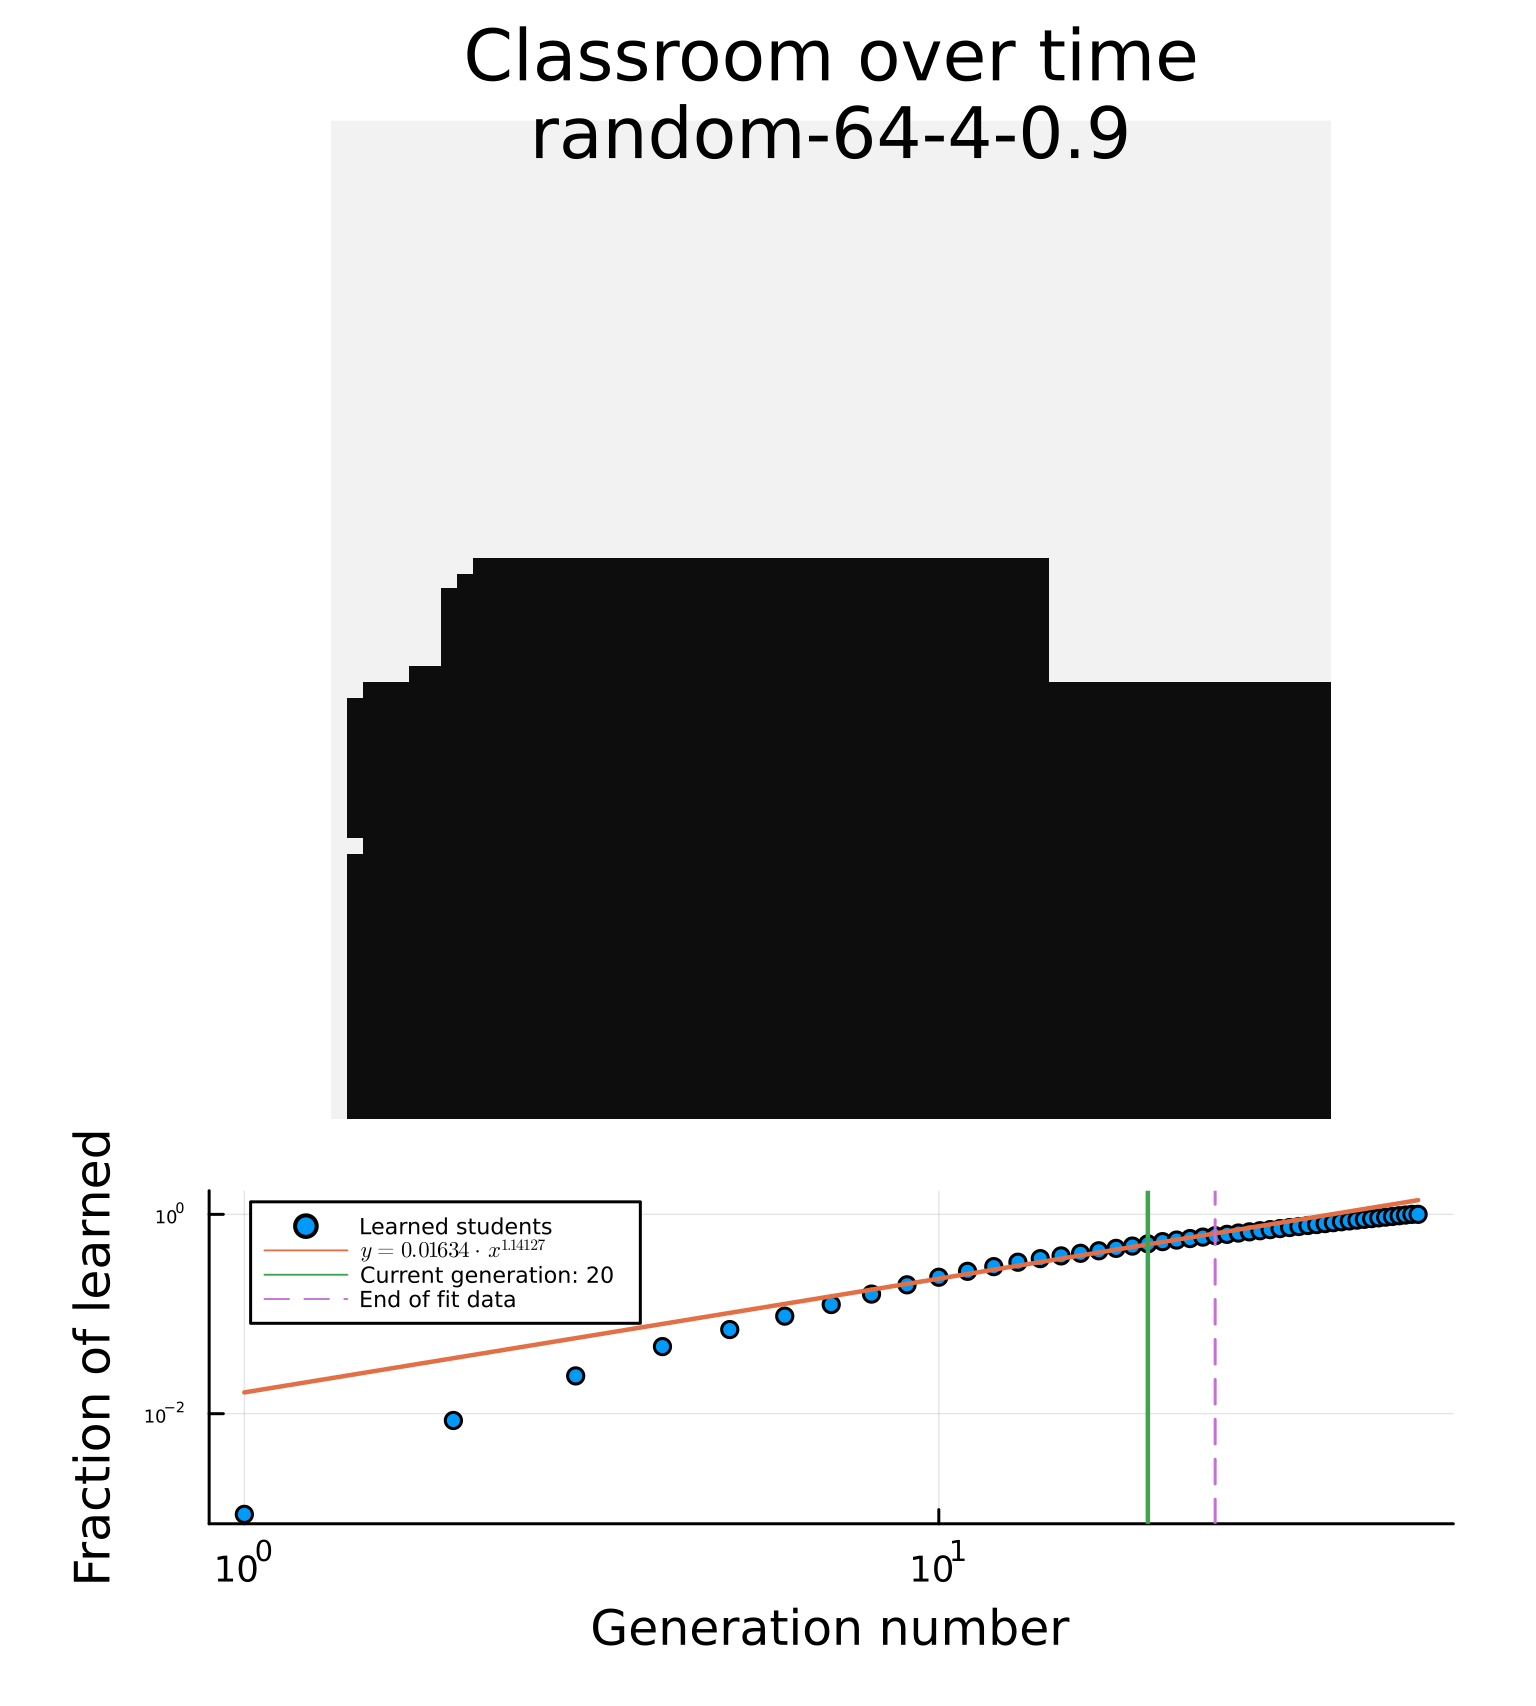 Classroom over time
random-64-4-0.9
Fraction of learned
10^0
10^-2
Learned students
y = 0.01634 · x^1.14127
Current generation: 20
End of fit data
10^0
10^1
Generation number